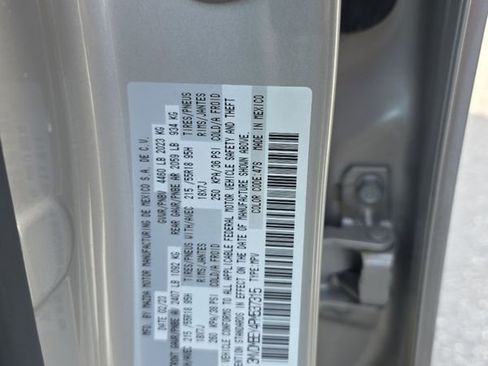 MFD BY MAZDA MOTOR MANUFACTURING DE MEXICO S.A. DE C.V.
DATE 02/23 GVWR/PNBV 4460 LB 2023 KG
FRONT GAWR/PNBE AV 2407 LB 1092 KG REAR GAWR/PNBE AR 2059 LB 934 KG
215/55R18 95H TIRES/PNEUS WITH/AVEC 215/55R18 95H TIRES/PNEUS
18X7J RIMS/JANTES 18X7J RIMS/JANTES
250 KPA/36 PSI COLD/A FROID 250 KPA/36 PSI COLD/A FROID
THIS VEHICLE CONFORMS TO ALL APPLICABLE FEDERAL MOTOR VEHICLE SAFETY AND THEFT
PREVENTION STANDARDS IN EFFECT ON THE DATE OF MANUFACTURE SHOWN ABOVE.
COLOR CODE:47S
TYPE:MPV MADE IN MEXICO